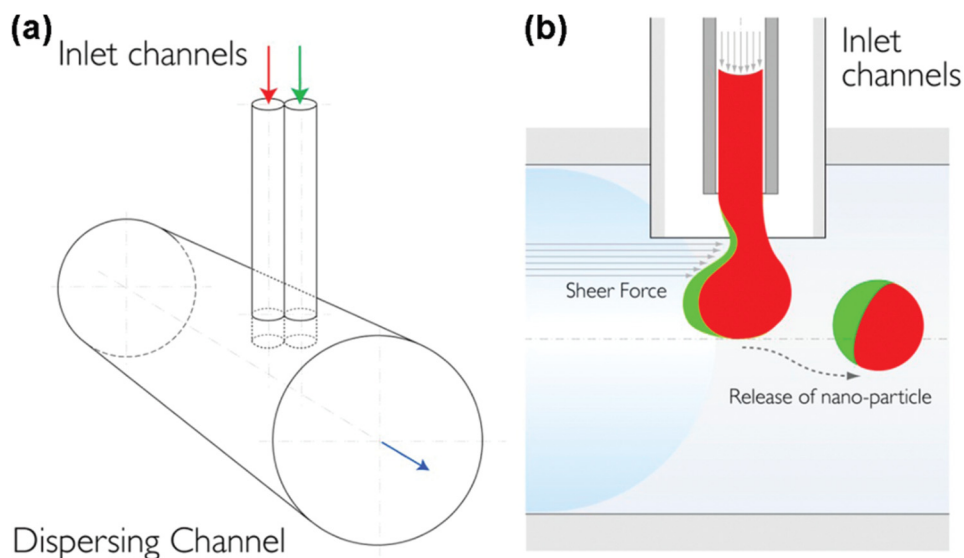 (a)
Inlet channels
Dispersing Channel
(b)
Inlet
channels
Sheer Force
Release of nano-particle